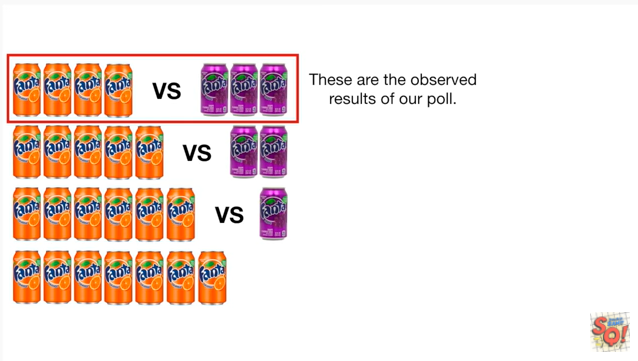 Fanta Fanta Fanta Fanta VS Fanta Fanta Fanta
These are the observed
results of our poll.
Fanta Fanta Fanta Fanta Fanta VS Fanta Fanta
Fanta Fanta Fanta Fanta Fanta Fanta VS Fanta
Fanta Fanta Fanta Fanta Fanta Fanta Fanta
SQ!